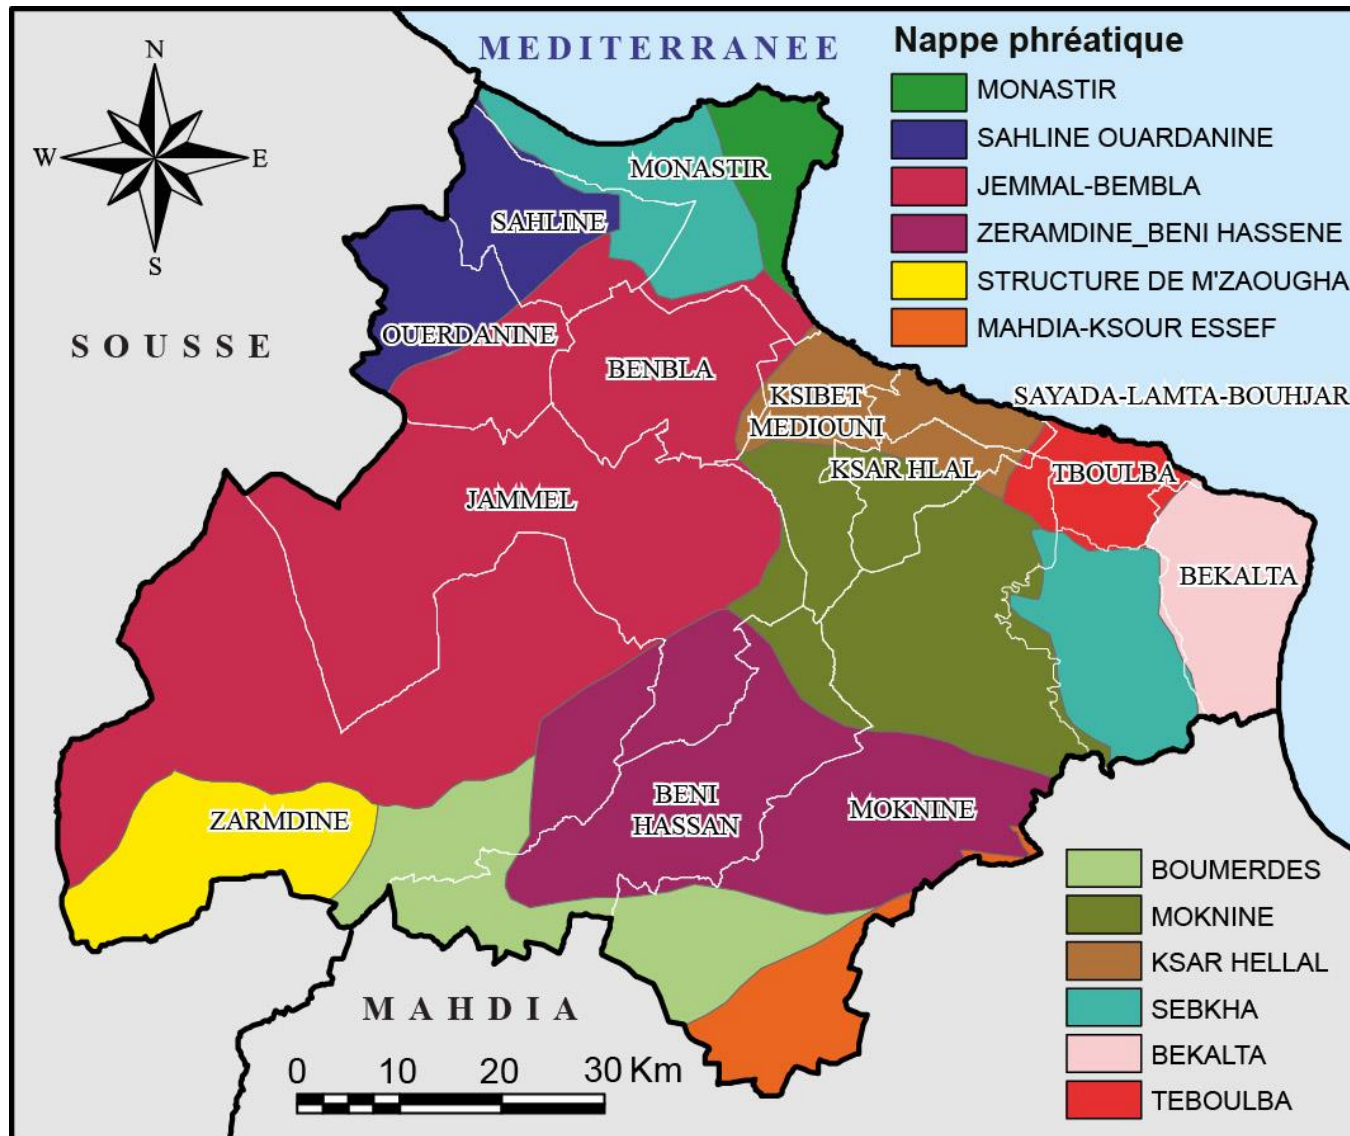 MEDITERRANEE
Nappe phréatique
MONASTIR
SAHLINE OUARDANINE
JEMMAL-BEMBLA
ZERAMDINE_BENI HASSENE
STRUCTURE DE M'ZAOUGHA
MAHDIA-KSOUR ESSEF
N
W
E
S
SOUSSE
MONASTIR
SAHLINE
OUERDANINE
BENBLA
KSIBET
MEDIOUNI
SAYADA-LAMTA-BOUHJAR
KSAR HLAL
TBOULBA
JAMMEL
BEKALTA
ZARMDINE
BENI
HASSAN
MOKNINE
MAHDIA
0 10 20 30 Km
BOUMERDES
MOKNINE
KSAR HELLAL
SEBKHA
BEKALTA
TEBOULBA